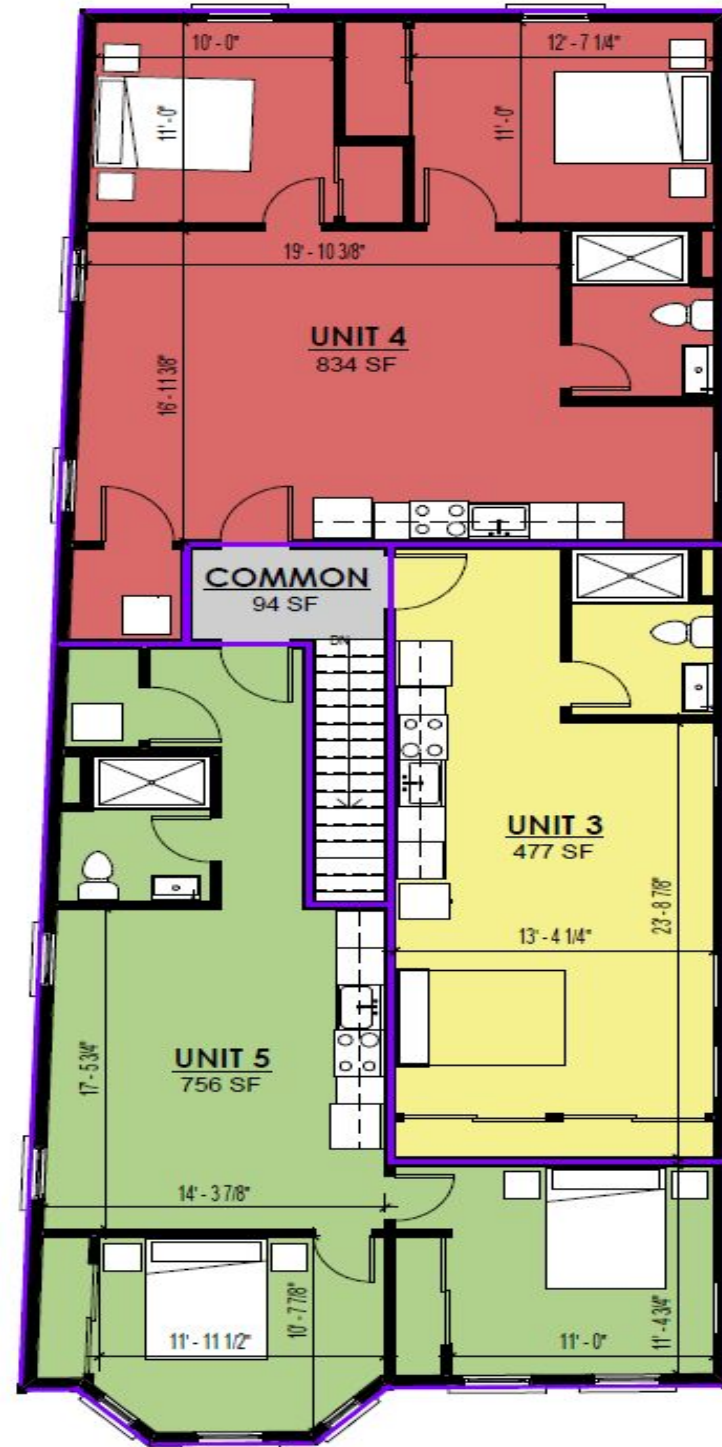 10' - 0"
12' - 7 1/4"
11'-0"
11'-0"
19' - 10 3/8"
UNIT 4
834 SF
16' - 11 3/8"
COMMON
94 SF
DN
UNIT 3
477 SF
23' - 8 7/8"
13' - 4 1/4"
UNIT 5
756 SF
17' - 5 3/4"
14' - 3 7/8"
10' - 7 7/8"
11' - 11 1/2"
11' - 0"
11' - 4 3/4"